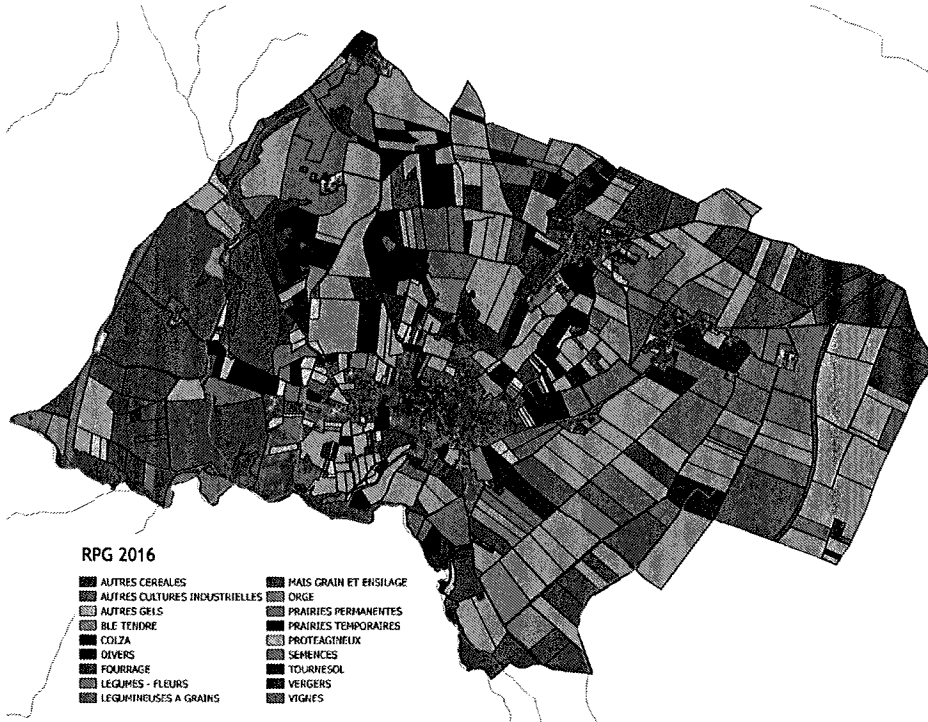 RPG 2016
AUTRES CEREALES
AUTRES CULTURES INDUSTRIELLES
AUTRES GELS
BLE TENDRE
COLZA
DIVERS
FOURRAGE
LEGUMES - FLEURS
LEGUMINEUSES A GRAINS
MAIS GRAIN ET ENSILAGE
ORGE
PRAIRIES PERMANENTES
PRAIRIES TEMPORAIRES
PROTEAGINEUX
SEMENCES
TOURNESOL
VERGERS
VIGNES